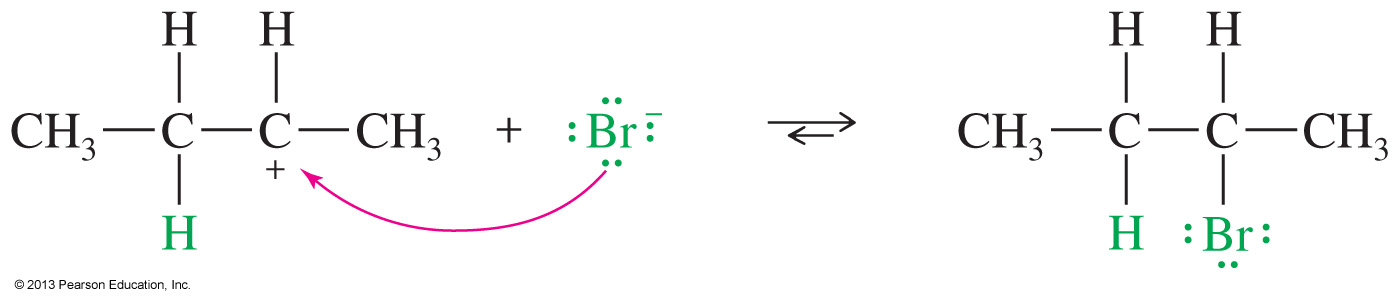 H H H H
CH₃ C C CH₃ + :Br:⁻ CH₃ C C CH₃
+
H H :Br:
© 2013 Pearson Education, Inc.